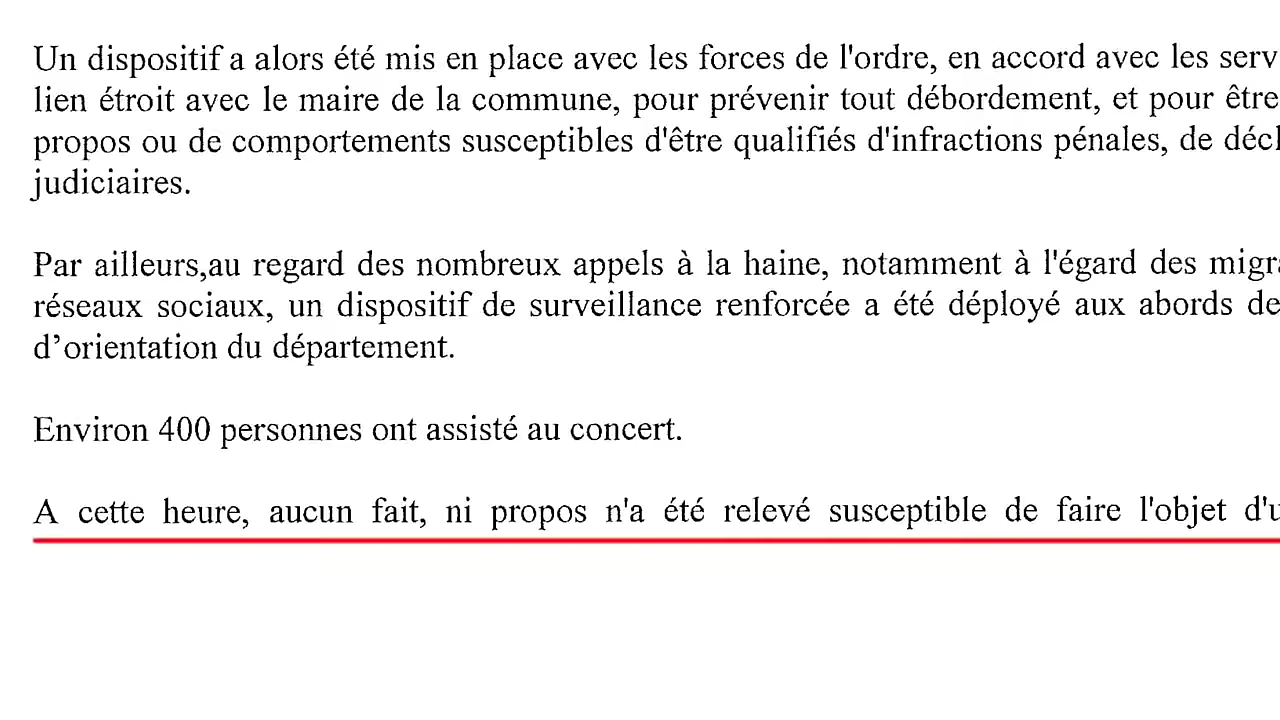 Un dispositif a alors été mis en place avec les forces de l'ordre, en accord avec les
lien étroit avec le maire de la commune, pour prévenir tout débordement, et pour être
propos ou de comportements susceptibles d'être qualifiés d'infractions pénales, de
judiciaires.
Par ailleurs,au regard des nombreux appels à la haine, notamment à l'égard des
réseaux sociaux, un dispositif de surveillance renforcée a été déployé aux abords de
d’orientation du département.
Environ 400 personnes ont assisté au concert.
A cette heure, aucun fait, ni propos n'a été relevé susceptible de faire l'objet